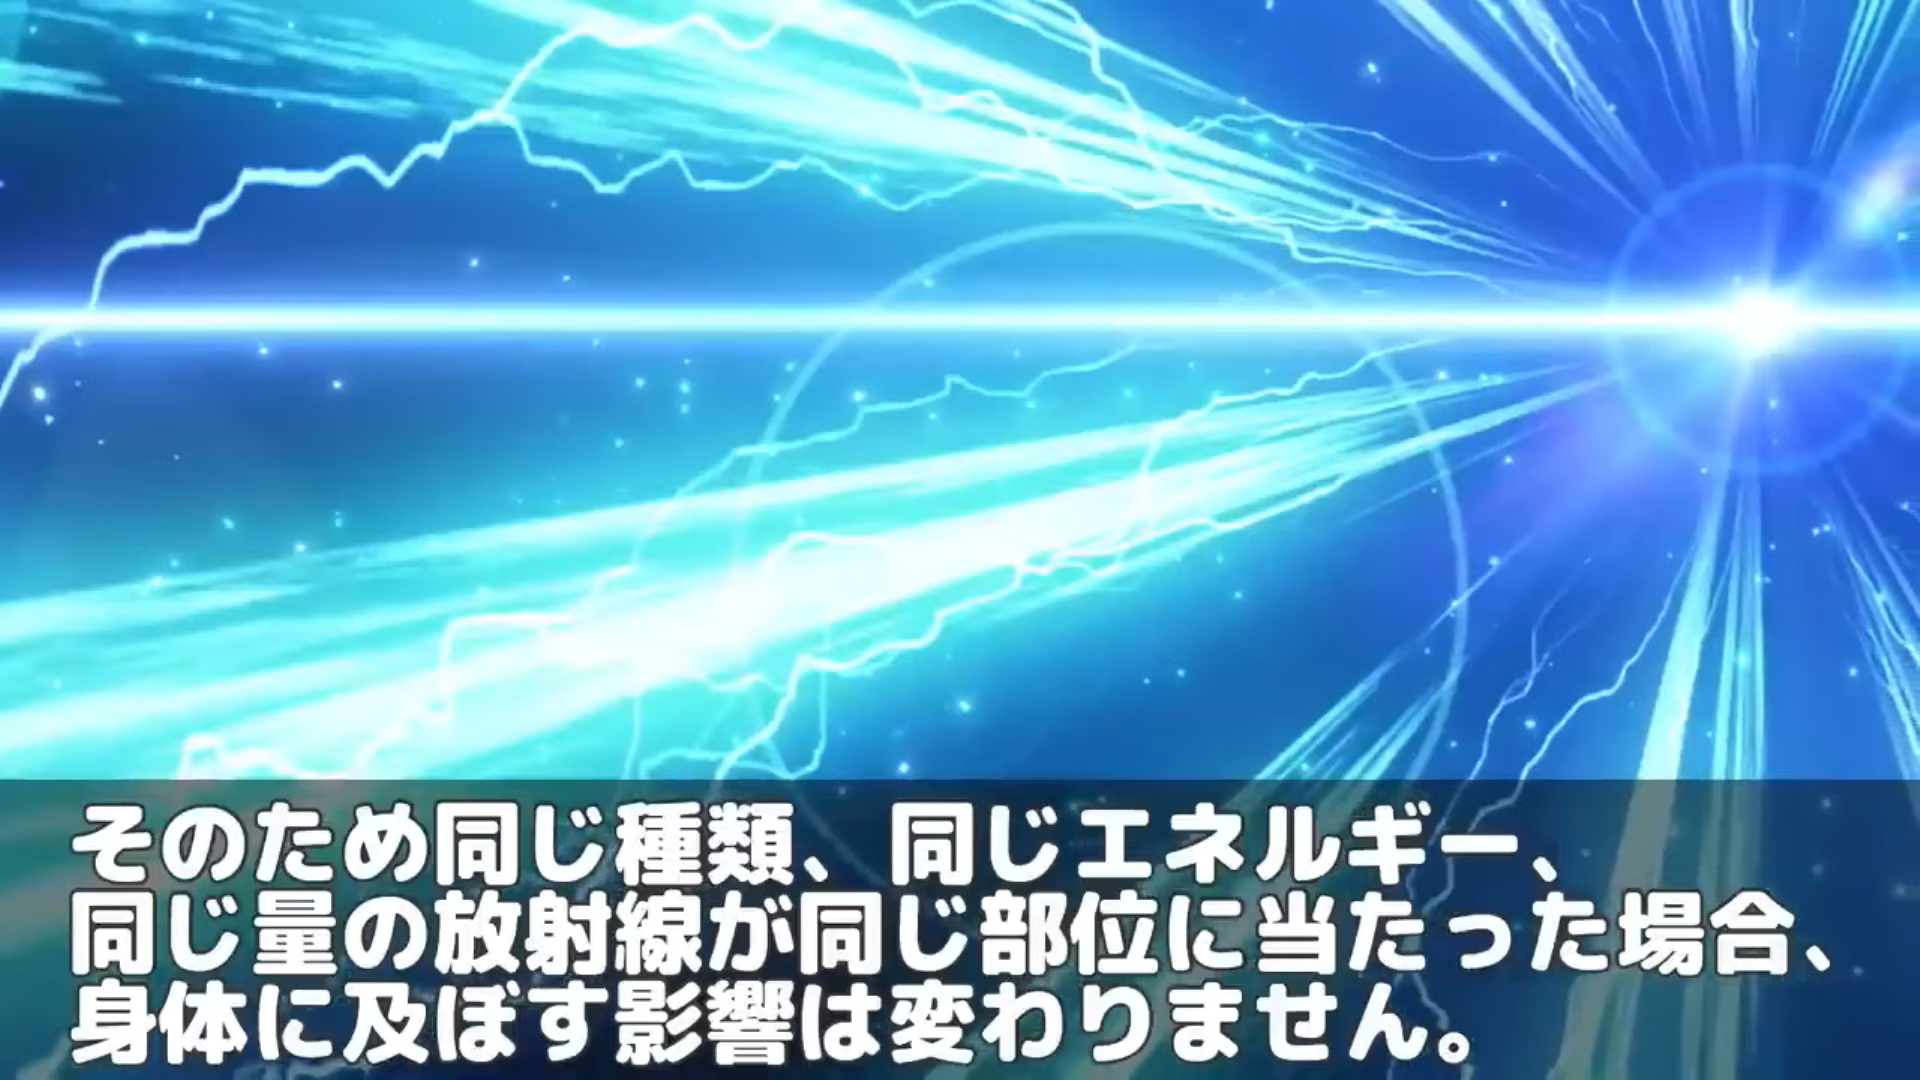 そのため同じ種類、同じエネルギー、
同じ量の放射線が同じ部位に当たった場合、
身体に及ぼす影響は変わりません。